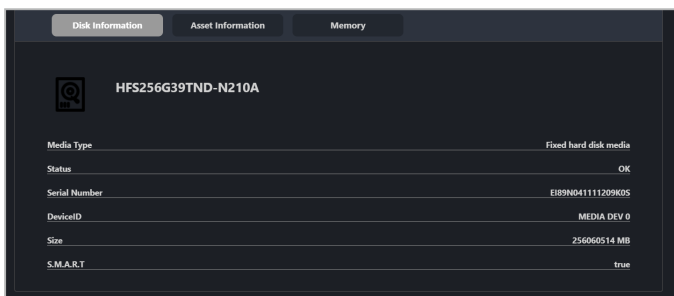 Disk Information Asset Information Memory
HFS256G39TND-N210A
Media Type Fixed hard disk media
Status OK
Serial Number EI89N041111209K0S
DeviceID MEDIA DEV 0
Size 256060514 MB
S.M.A.R.T true